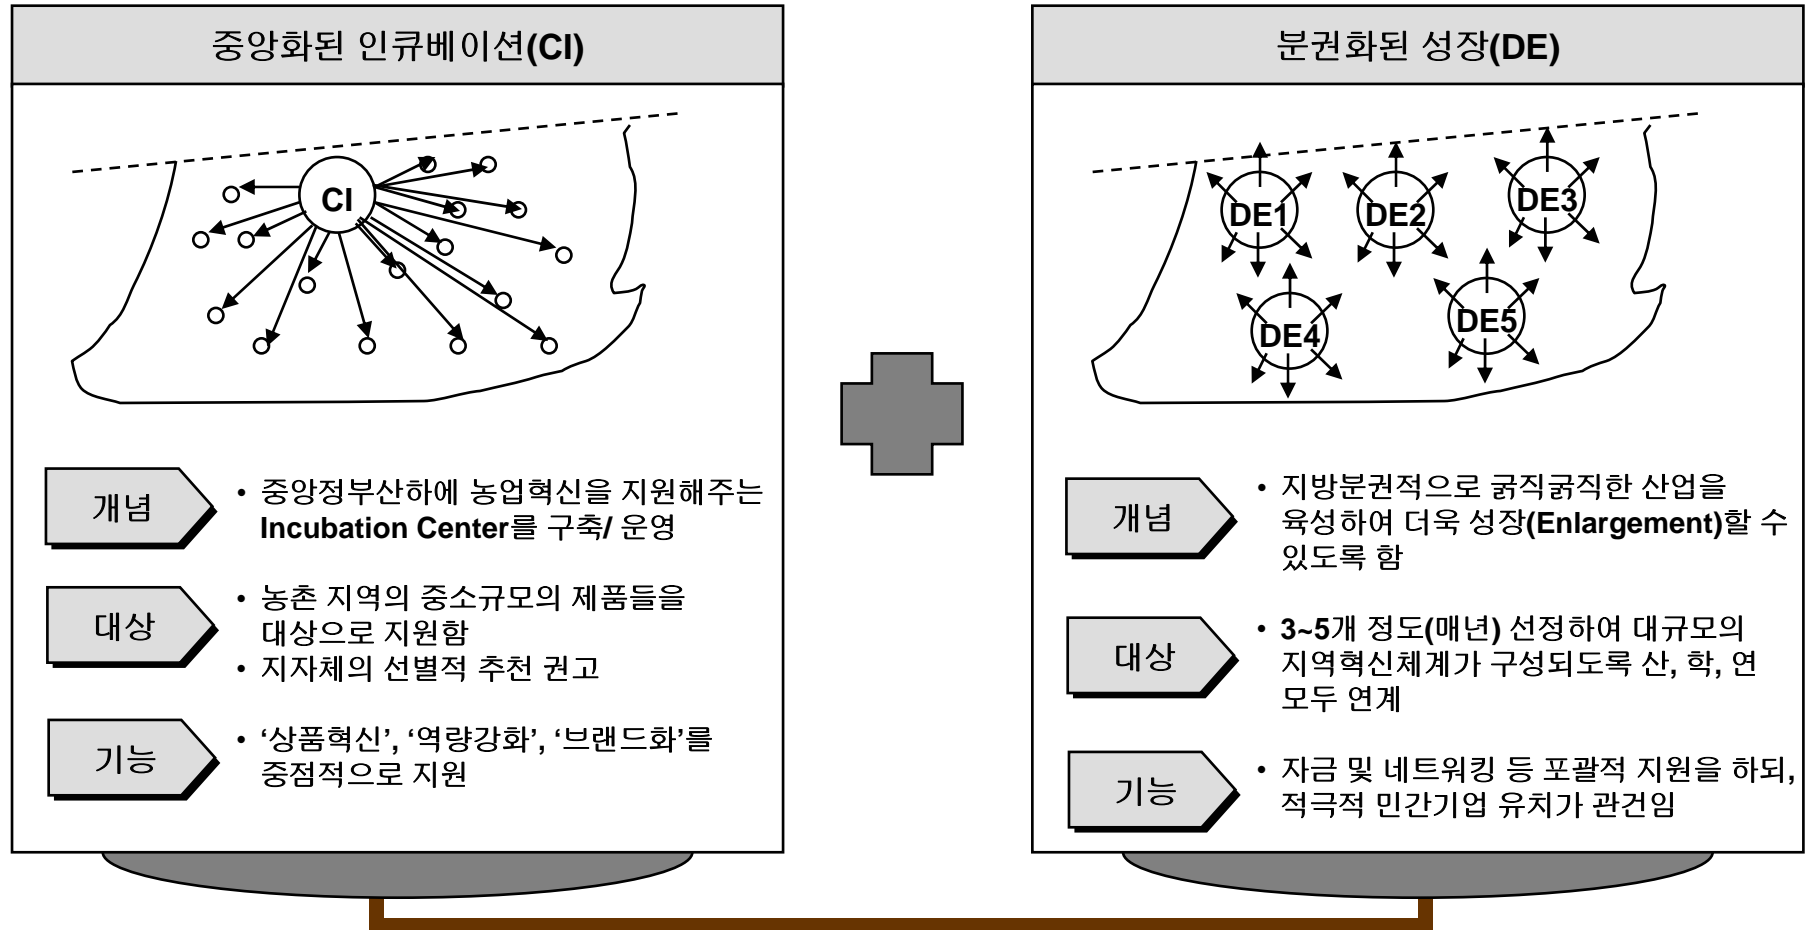 중앙화된 인큐베이션(CI)
CI
개념
• 중앙정부산하에 농업혁신을 지원해주는
Incubation Center를 구축/ 운영
대상
• 농촌 지역의 중소규모의 제품들을
대상으로 지원함
• 지자체의 선별적 추천 권고
기능
• ‘상품혁신’, ‘역량강화’, ‘브랜드화’를
중점적으로 지원
분권화된 성장(DE)
DE1
DE2
DE3
DE4
DE5
개념
• 지방분권적으로 굵직굵직한 산업을
육성하여 더욱 성장(Enlargement)할 수
있도록 함
대상
• 3~5개 정도(매년) 선정하여 대규모의
지역혁신체계가 구성되도록 산, 학, 연
모두 연계
기능
• 자금 및 네트워킹 등 포괄적 지원을 하되,
적극적 민간기업 유치가 관건임